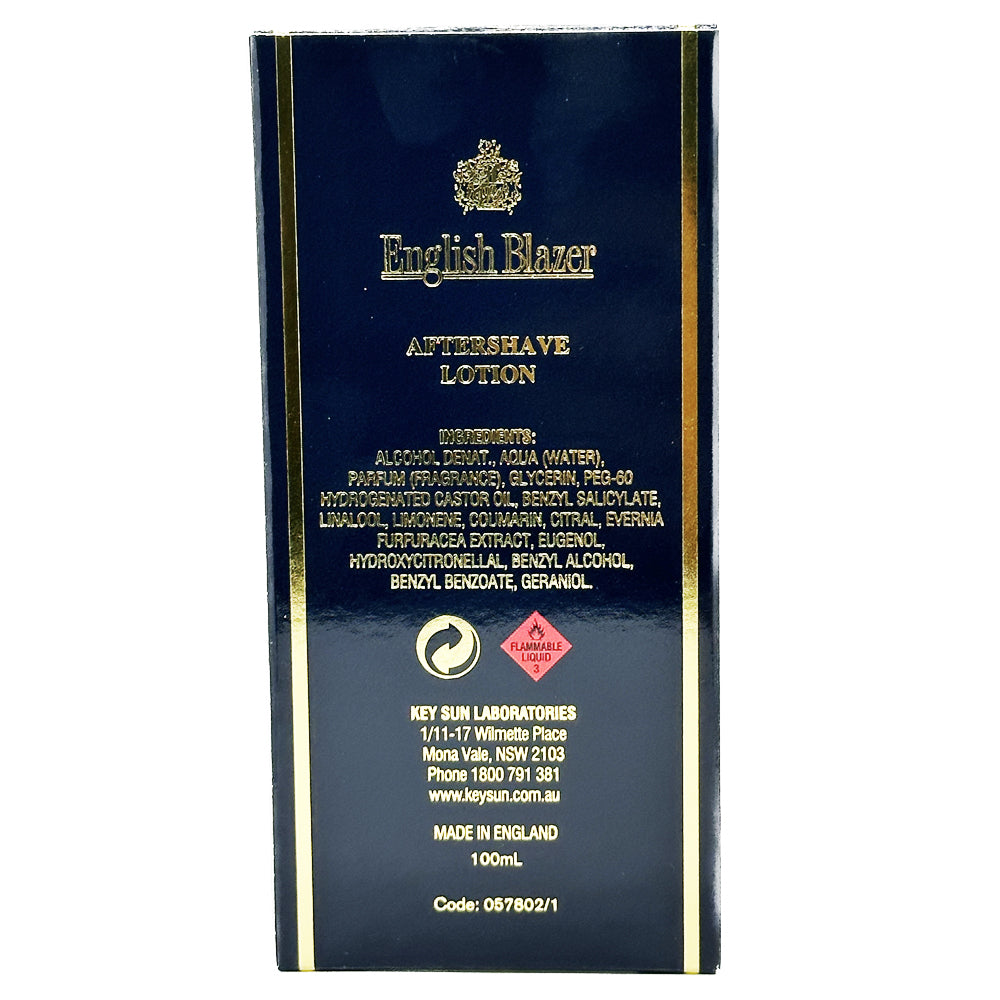 English Blazer
AFTERSHAVE
LOTION
INGREDIENTS:
ALCOHOL DENAT., AQUA (WATER),
PARFUM (FRAGRANCE), GLYCERIN, PEG-60
HYDROGENATED CASTOR OIL, BENZYL SALICYLATE,
LINALOOL, LIMONENE, COUMARIN, CITRAL, EVERNIA
FURFURACEA EXTRACT, EUGENOL,
HYDROXYCITRONELLAL, BENZYL ALCOHOL,
BENZYL BENZOATE, GERANIOL.
FLAMMABLE
LIQUID
3
KEY SUN LABORATORIES
1/11-17 Wilmette Place
Mona Vale, NSW 2103
Phone 1800 791 381
www.keysun.com.au
MADE IN ENGLAND
100mL
Code: 057802/1